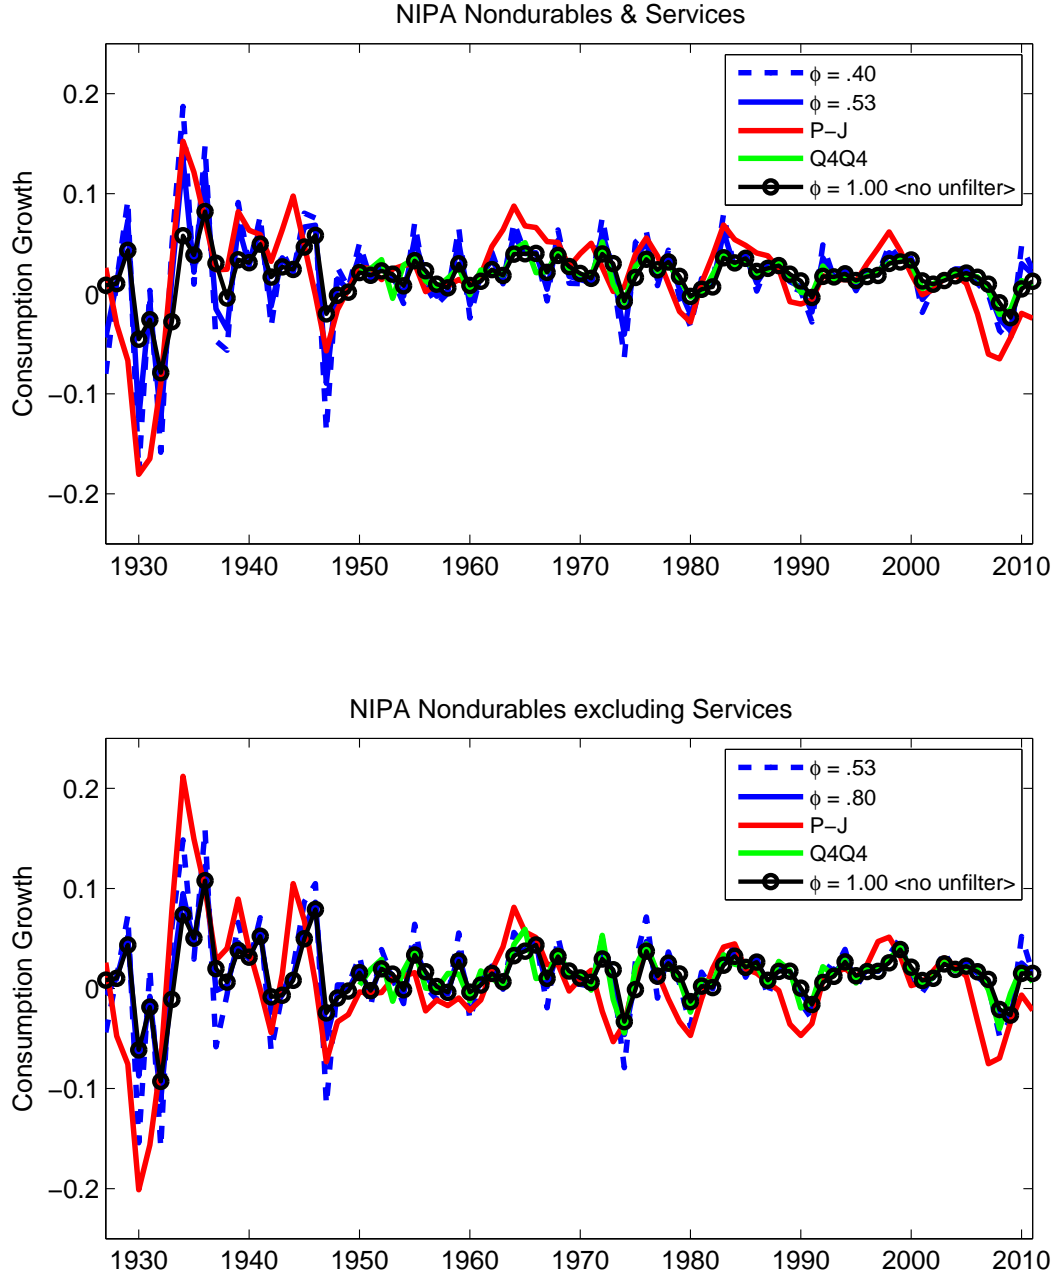 NIPA Nondurables & Services
Consumption Growth
0.2
0.1
0
−0.1
−0.2
ϕ = .40
ϕ = .53
P−J
Q4Q4
ϕ = 1.00 <no unfilter>
1930 1940 1950 1960 1970 1980 1990 2000 2010
NIPA Nondurables excluding Services
Consumption Growth
0.2
0.1
0
−0.1
−0.2
ϕ = .53
ϕ = .80
P−J
Q4Q4
ϕ = 1.00 <no unfilter>
1930 1940 1950 1960 1970 1980 1990 2000 2010